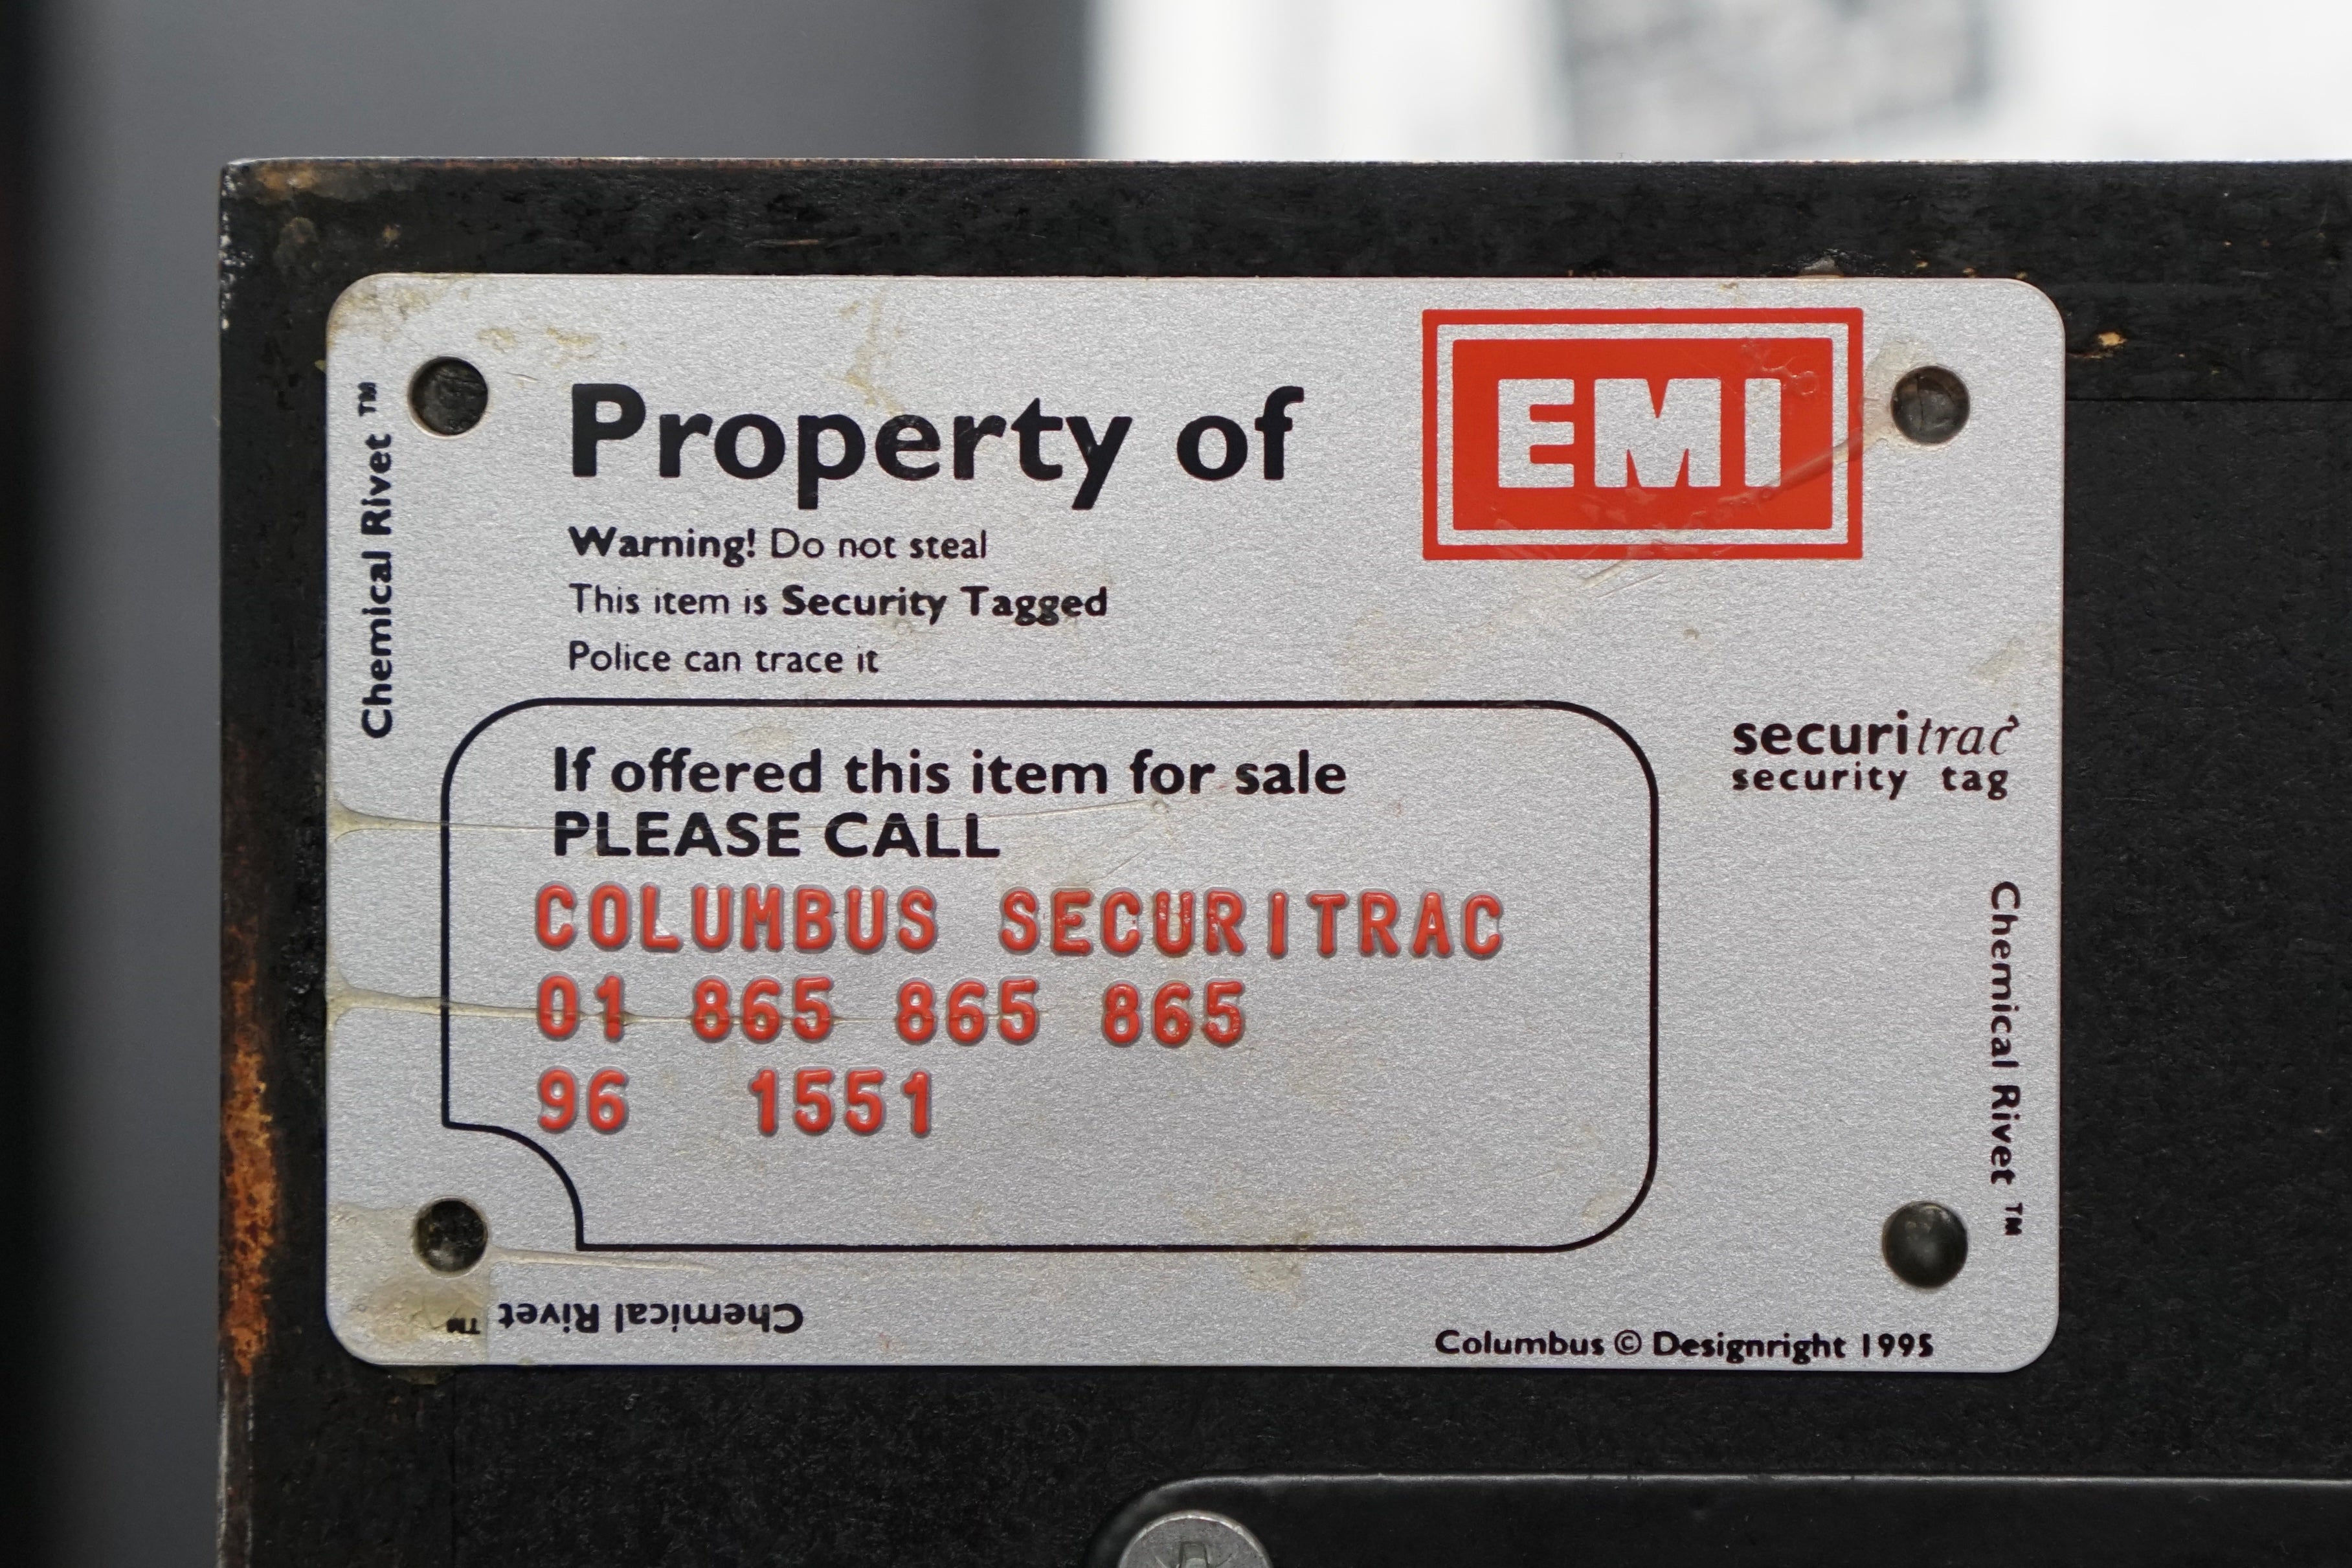 Property of
EMI
Warning! Do not steal
This item is Security Tagged
Police can trace it
If offered this item for sale
PLEASE CALL
COLUMBUS SECURITRAC
01 865 865 865
96 1551
securitrac
security tag
Chemical Rivet ™
Chemical Rivet ™
Chemical Rivet ™
Columbus © Designright 1995